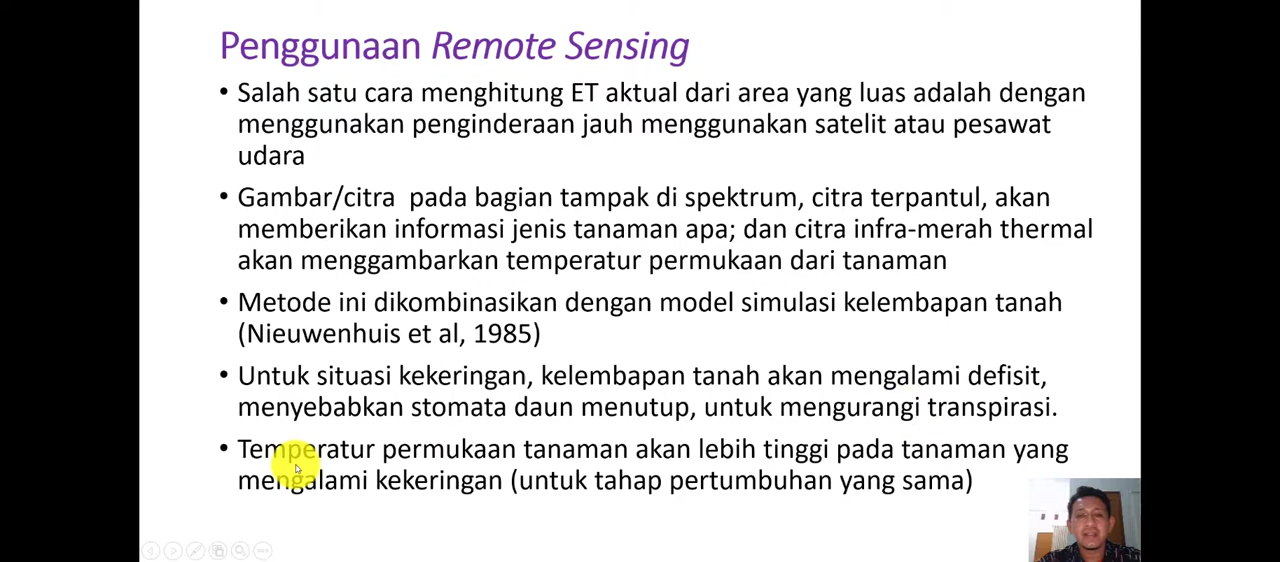 Penggunaan Remote Sensing
• Salah satu cara menghitung ET aktual dari area yang luas adalah dengan
menggunakan penginderaan jauh menggunakan satelit atau pesawat
udara
• Gambar/citra pada bagian tampak di spektrum, citra terpantul, akan
memberikan informasi jenis tanaman apa; dan citra infra-merah thermal
akan menggambarkan temperatur permukaan dari tanaman
• Metode ini dikombinasikan dengan model simulasi kelembapan tanah
(Nieuwenhuis et al, 1985)
• Untuk situasi kekeringan, kelembapan tanah akan mengalami defisit,
menyebabkan stomata daun menutup, untuk mengurangi transpirasi.
• Temperatur permukaan tanaman akan lebih tinggi pada tanaman yang
mengalami kekeringan (untuk tahap pertumbuhan yang sama)